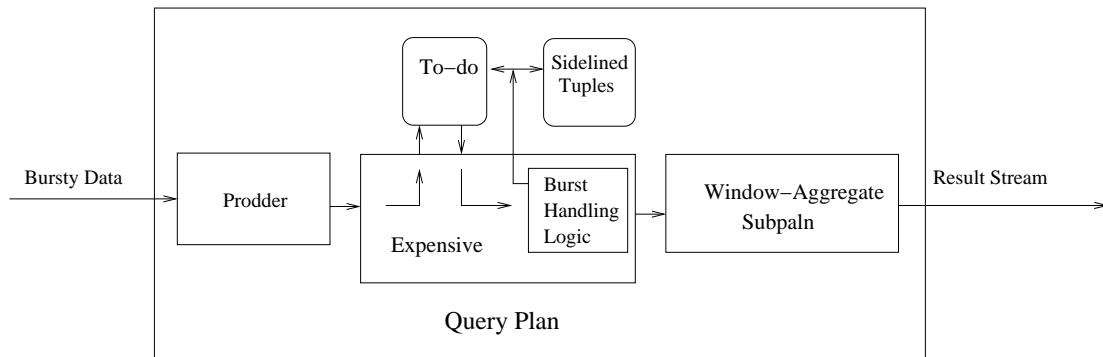 To−do
Sidelined
Tuples
Bursty Data
Prodder
Expensive
Burst
Handling
Logic
Window−Aggregate
Subpaln
Result Stream
Query Plan